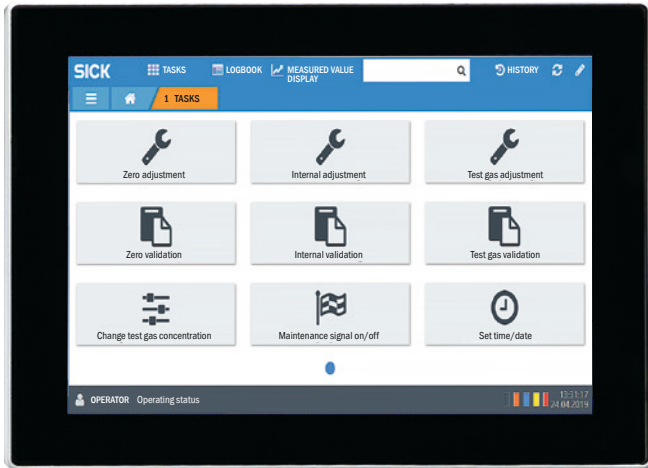 SICK TASKS LOGBOOK MEASURED VALUE HISTORY
DISPLAY
1 TASKS
Zero adjustment Internal adjustment Test gas adjustment
Zero validation Internal validation Test gas validation
Change test gas concentration Maintenance signal on/off Set time/date
OPERATOR Operating status 13:31:17
24.04.2019